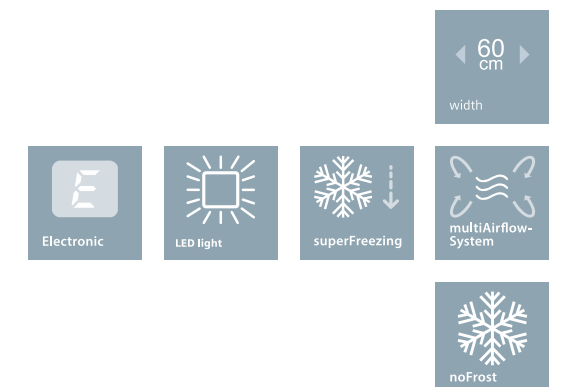 60
cm
width
E
Electronic
LED light
superFreezing
multiAirflow-
System
noFrost